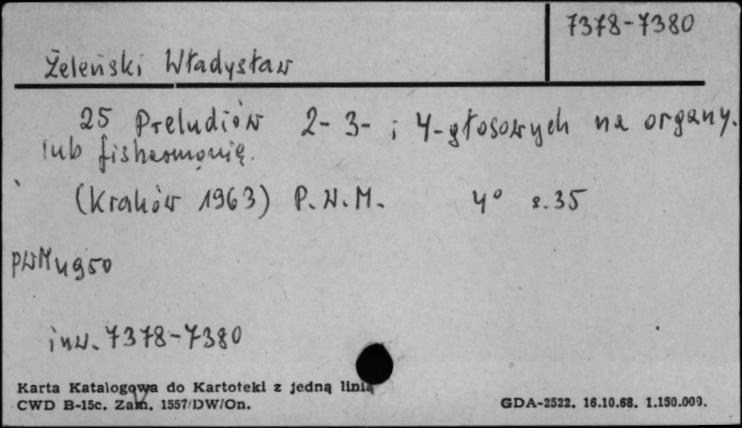 7378-7380
Żeleński Władysław
25 Preludiów 2- 3- i 4-głosowych na organy.
lub fisharmonię.
(Kraków 1963) P.W.M. 4° s.35
PWM 4950
inw. 7378-7380
Karta Katalogowa do Kartoteki z jedną linią
CWD B-15c. Zam. 1557/DW/On.
GDA-2522. 16.10.68. 1.150.000.